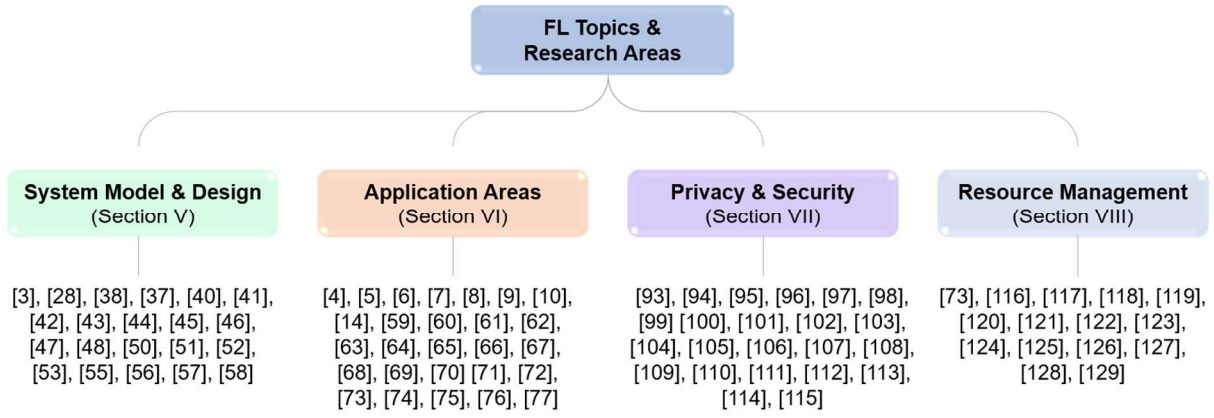 FL Topics &
Research Areas
System Model & Design
(Section V)
[3], [28], [38], [37], [40], [41],
[42], [43], [44], [45], [46],
[47], [48], [50], [51], [52],
[53], [55], [56], [57], [58]
Application Areas
(Section VI)
[4], [5], [6], [7], [8], [9], [10],
[14], [59], [60], [61], [62],
[63], [64], [65], [66], [67],
[68], [69], [70] [71], [72],
[73], [74], [75], [76], [77]
Privacy & Security
(Section VII)
[93], [94], [95], [96], [97], [98],
[99] [100], [101], [102], [103],
[104], [105], [106], [107], [108],
[109], [110], [111], [112], [113],
[114], [115]
Resource Management
(Section VIII)
[73], [116], [117], [118], [119],
[120], [121], [122], [123],
[124], [125], [126], [127],
[128], [129]